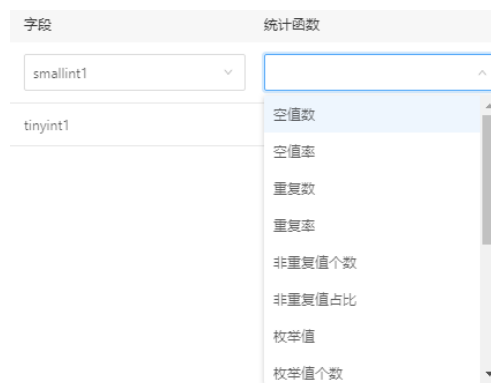 字段 统计函数
smallint1
空值数
tinyint1
空值率
重复数
重复率
非重复值个数
非重复值占比
枚举值
枚举值个数